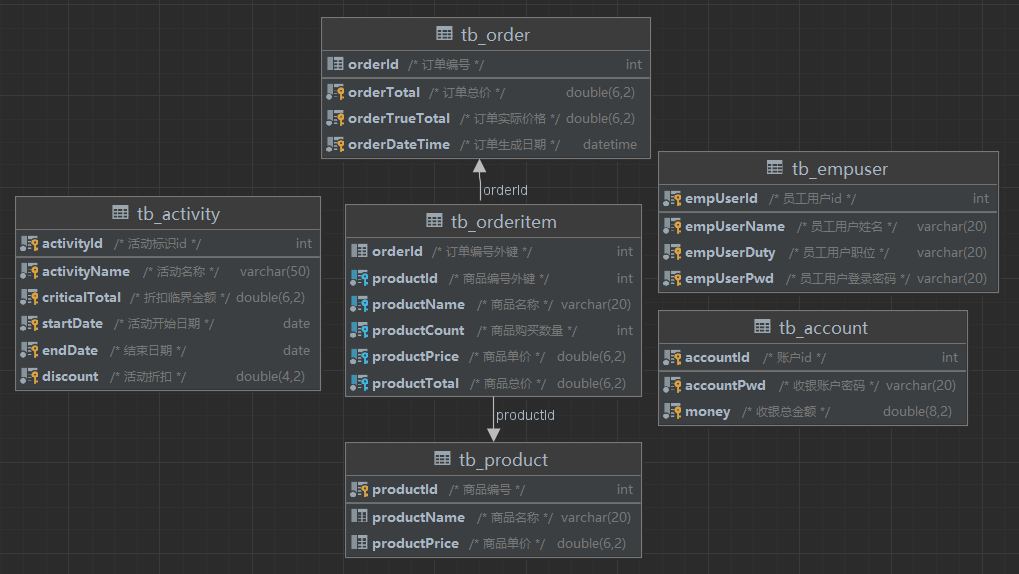 tb_order
orderId /* 订单编号 */ int
orderTotal /* 订单总价 */ double(6,2)
orderTrueTotal /* 订单实际价格 */ double(6,2)
orderDateTime /* 订单生成日期 */ datetime
orderId
tb_activity
activityId /* 活动标识id */ int
activityName /* 活动名称 */ varchar(50)
criticalTotal /* 折扣临界金额 */ double(6,2)
startDate /* 活动开始日期 */ date
endDate /* 结束日期 */ date
discount /* 活动折扣 */ double(4,2)
tb_orderitem
orderId /* 订单编号外键 */ int
productId /* 商品编号外键 */ int
productName /* 商品名称 */ varchar(20)
productCount /* 商品购买数量 */ int
productPrice /* 商品单价 */ double(6,2)
productTotal /* 商品总价 */ double(6,2)
productId
tb_product
productId /* 商品编号 */ int
productName /* 商品名称 */ varchar(20)
productPrice /* 商品单价 */ double(6,2)
tb_empuser
empUserId /* 员工用户id */ int
empUserName /* 员工用户姓名 */ varchar(20)
empUserDuty /* 员工用户职位 */ varchar(20)
empUserPwd /* 员工用户登录密码 */ varchar(20)
tb_account
accountId /* 账户id */ int
accountPwd /* 收银账户密码 */ varchar(20)
money /* 收银总金额 */ double(8,2)